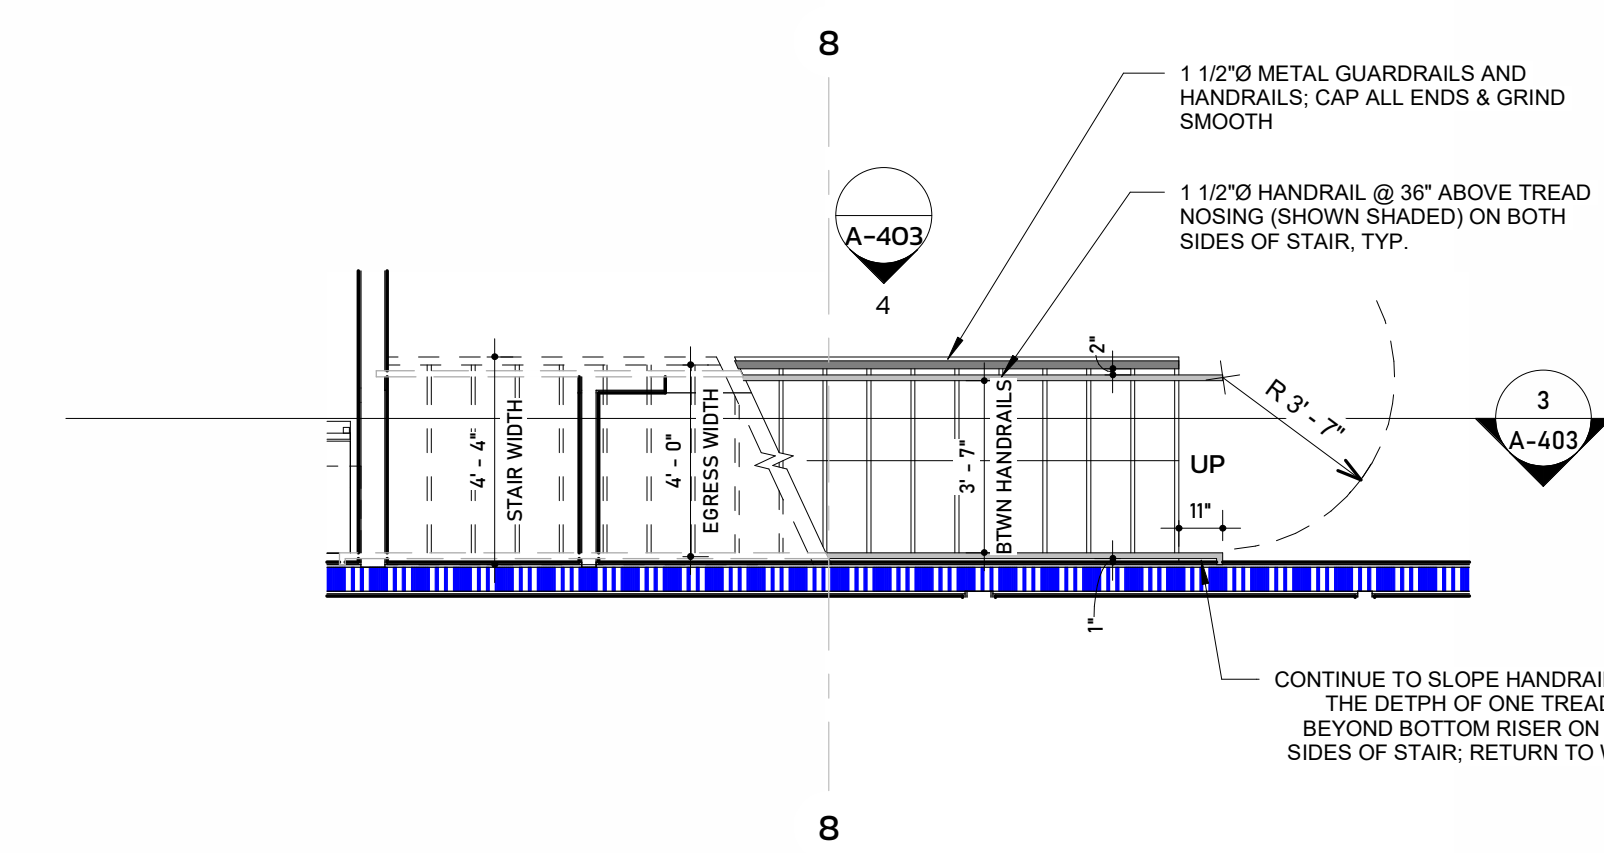 8
1 1/2"Ø METAL GUARDRAILS AND
HANDRAILS; CAP ALL ENDS & GRIND
SMOOTH
1 1/2"Ø HANDRAIL @ 36" ABOVE TREAD
NOSING (SHOWN SHADED) ON BOTH
SIDES OF STAIR, TYP.
A-403
4
2"
R 3' - 7"
3
A-403
4' - 4"
STAIR WIDTH
4' - 0"
EGRESS WIDTH
3' - 7"
BTWN HANDRAILS
UP
11"
1"
CONTINUE TO SLOPE HANDRAI
THE DETPH OF ONE TREAD
BEYOND BOTTOM RISER ON
SIDES OF STAIR; RETURN TO
8